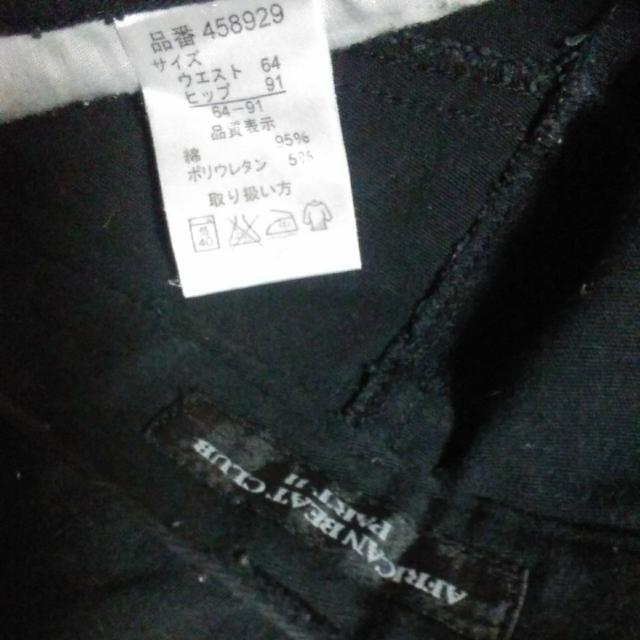 品番 458929
サイズ
ウエスト 64
ヒップ 91
64-91
品質表示
綿 95%
ポリウレタン 5%
取り扱い方
40
AFRICAN BEAT CLUB
PART II